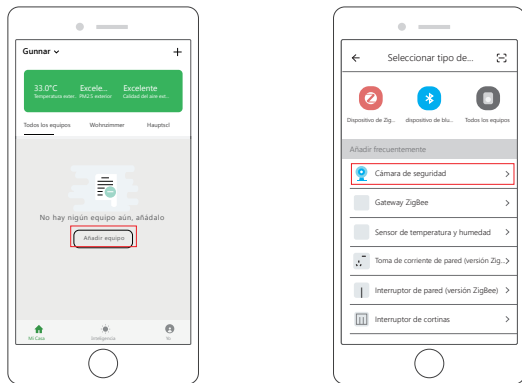 Gunnar
33.0°C Excele... Excelente
Temperatura exter... PM2.5 exterior Calidad del aire ext...
Todos los equipos Wohnzimmer Hauptscl
No hay nigún equipo aún, añádalo
Añadir equipo
Mi Casa Inteligencia Yo
Seleccionar tipo de...
Dispositivo de Zig... dispositivo de blu... Todos los equipos
Añadir frecuentemente
Cámara de seguridad
Gateway ZigBee
Sensor de temperatura y humedad
Toma de corriente de pared (versión Zig...
Interruptor de pared (versión ZigBee)
Interruptor de cortinas